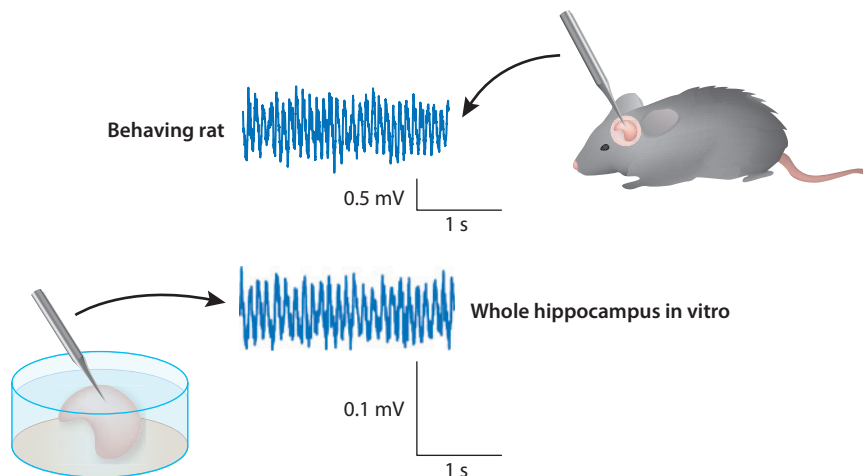 Behaving rat
0.5 mV
1 s
Whole hippocampus in vitro
0.1 mV
1 s